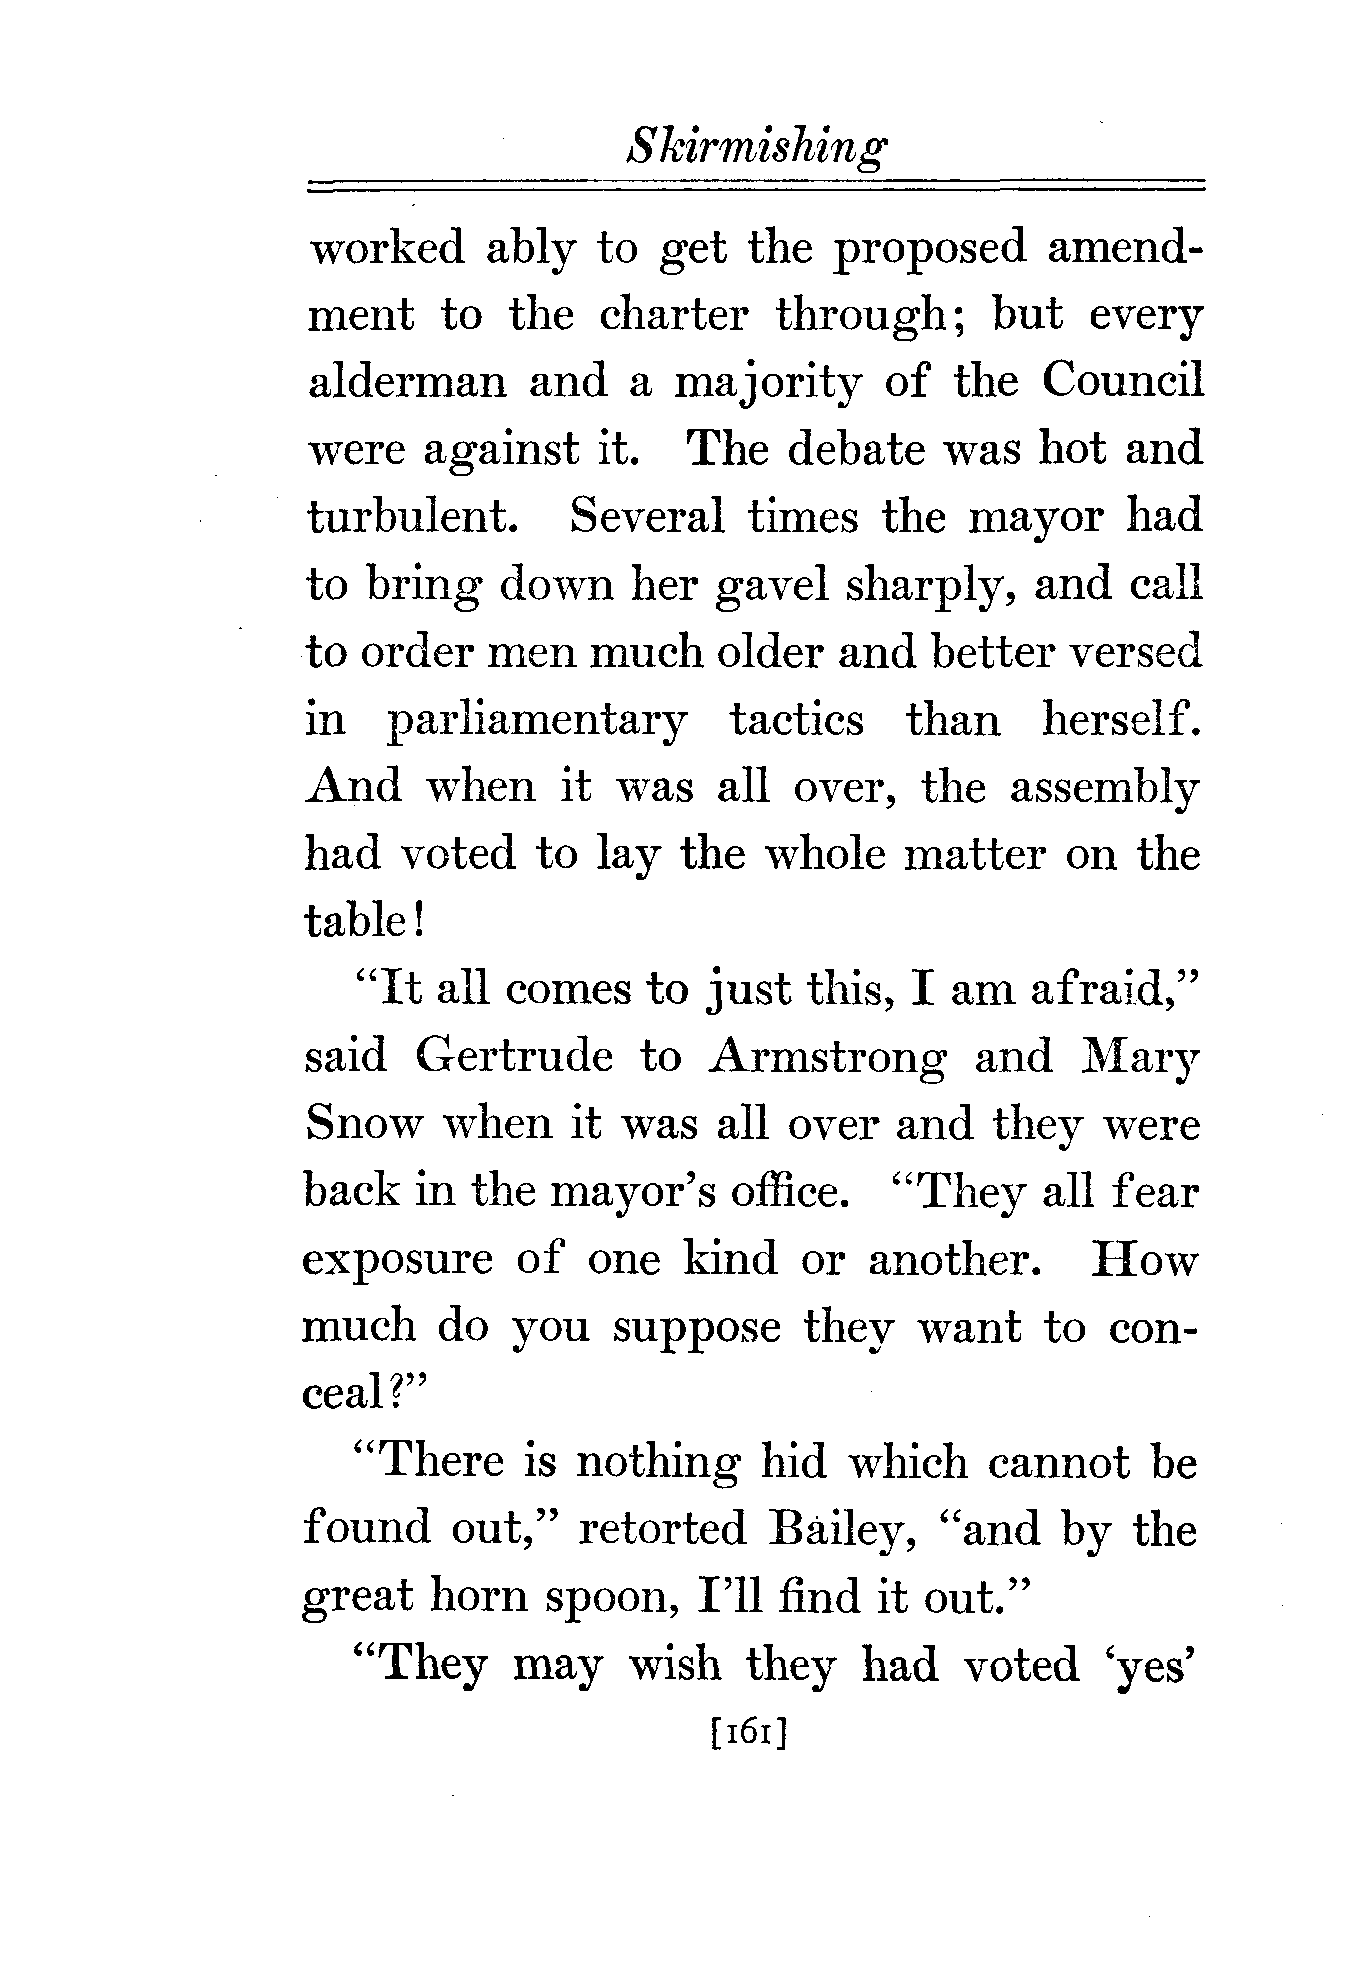 Skirmishing
worked ably to get the proposed amend-
ment to the charter through; but every
alderman and a majority of the Council
were against it. The debate was hot and
turbulent. Several times the mayor had
to bring down her gavel sharply, and call
to order men much older and better versed
in parliamentary tactics than herself.
And when it was all over, the assembly
had voted to lay the whole matter on the
table!
“It all comes to just this, I am afraid,”
said Gertrude to Armstrong and Mary
Snow when it was all over and they were
back in the mayor’s office. “They all fear
exposure of one kind or another. How
much do you suppose they want to con-
ceal?”
“There is nothing hid which cannot be
found out,” retorted Bailey, “and by the
great horn spoon, I’ll find it out.”
“They may wish they had voted ‘yes’
[161]